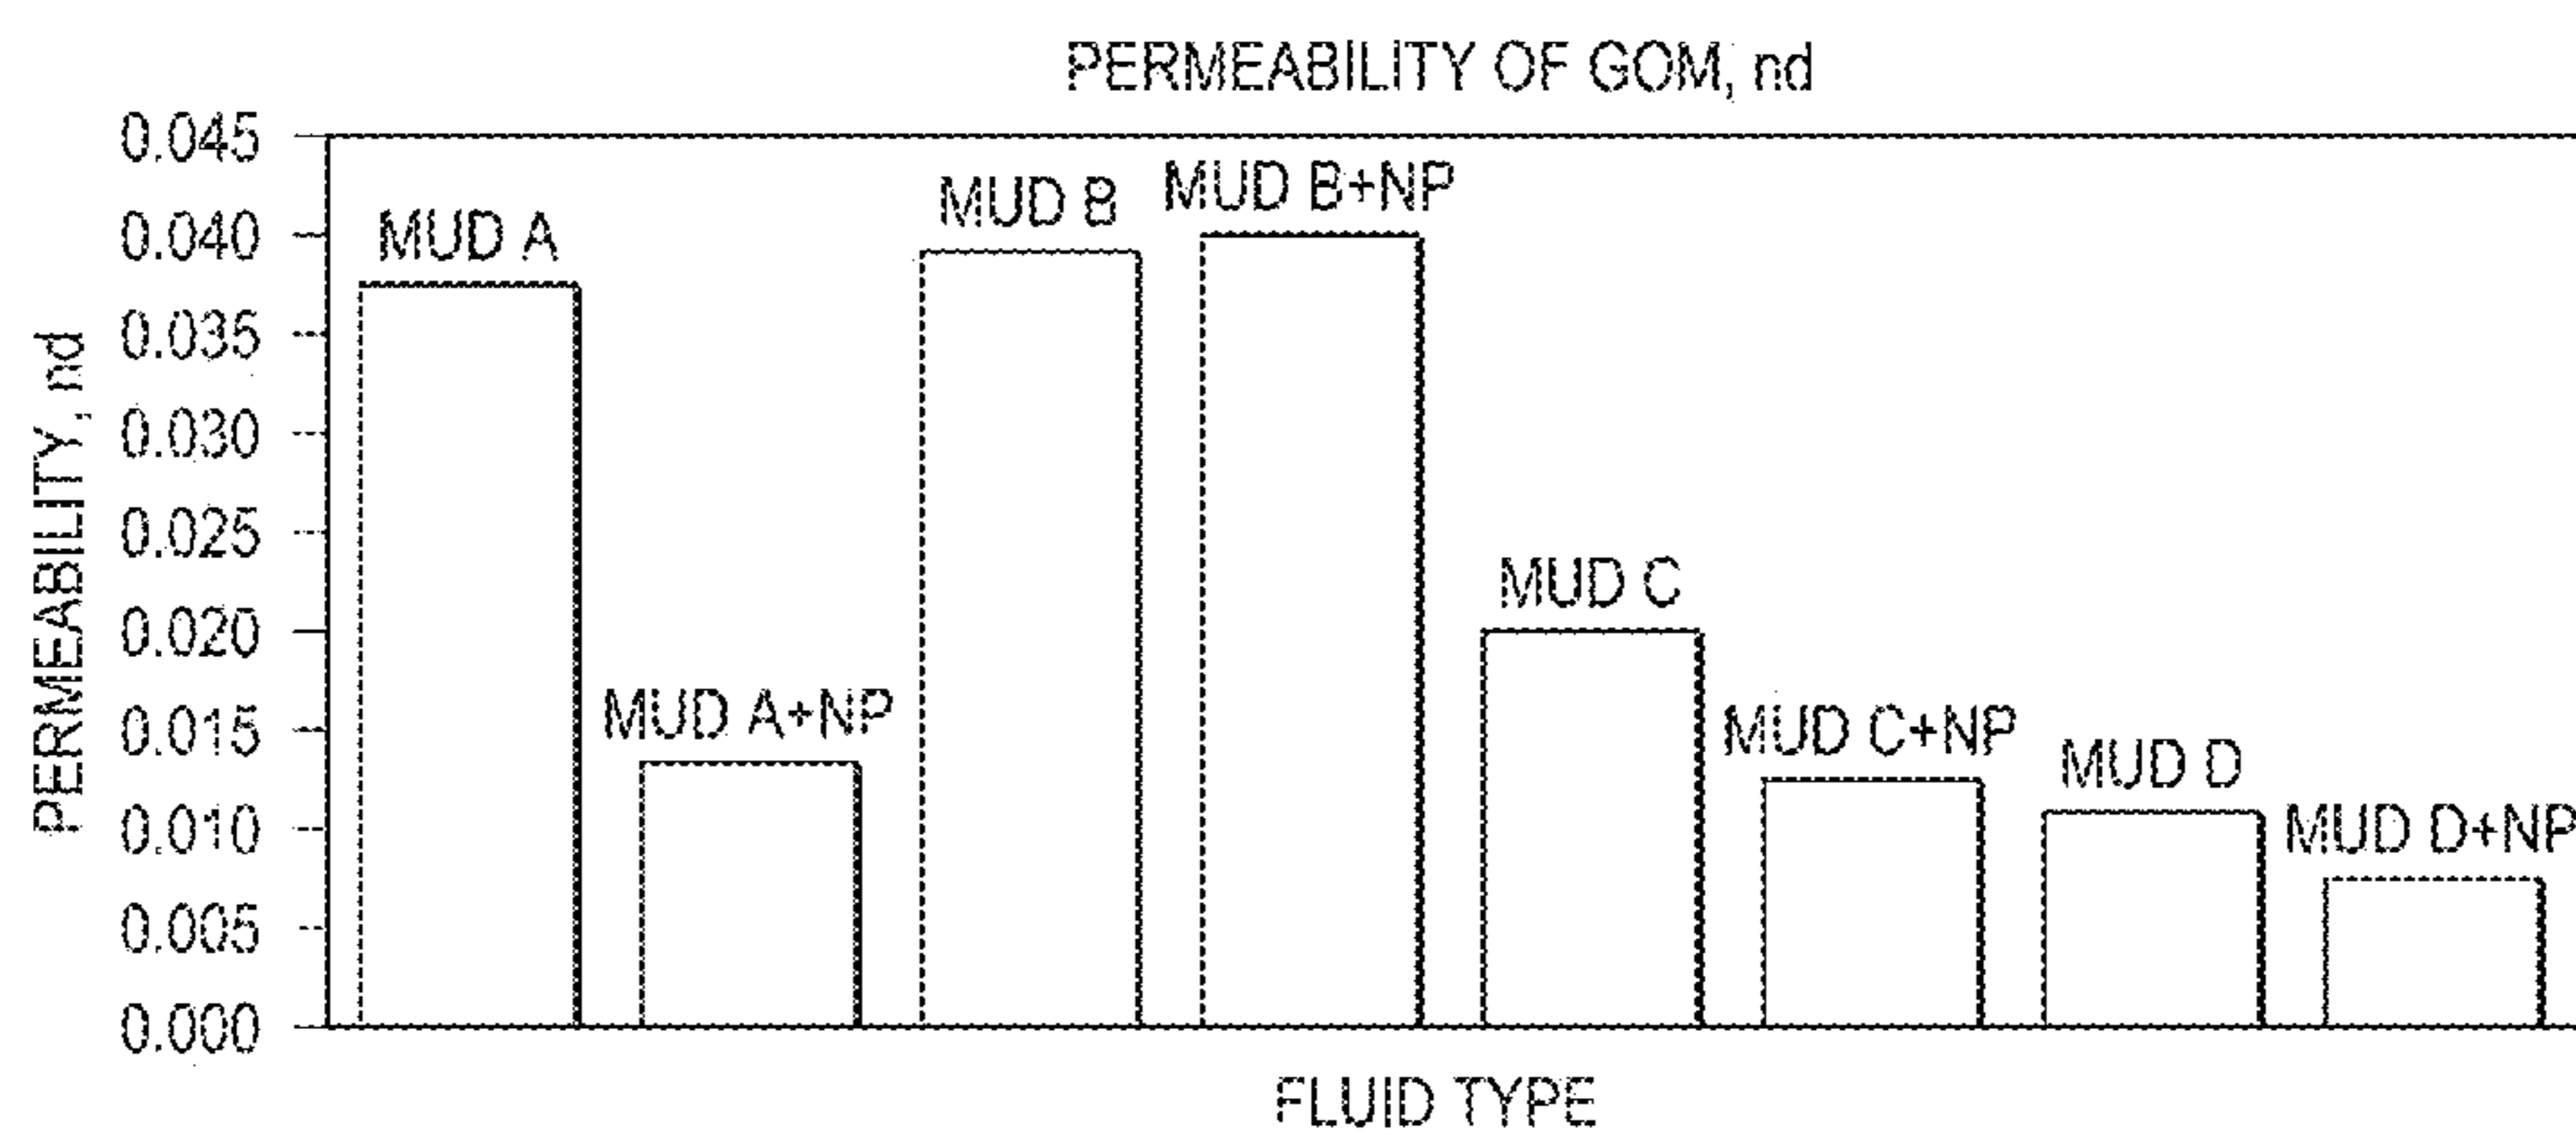 PERMEABILITY OF GOM, nd
PERMEABILITY, nd
0.045
0.040
0.035
0.030
0.025
0.020
0.015
0.010
0.005
0.000
MUD A
MUD A+NP
MUD B
MUD B+NP
MUD C
MUD C+NP
MUD D
MUD D+NP
FLUID TYPE